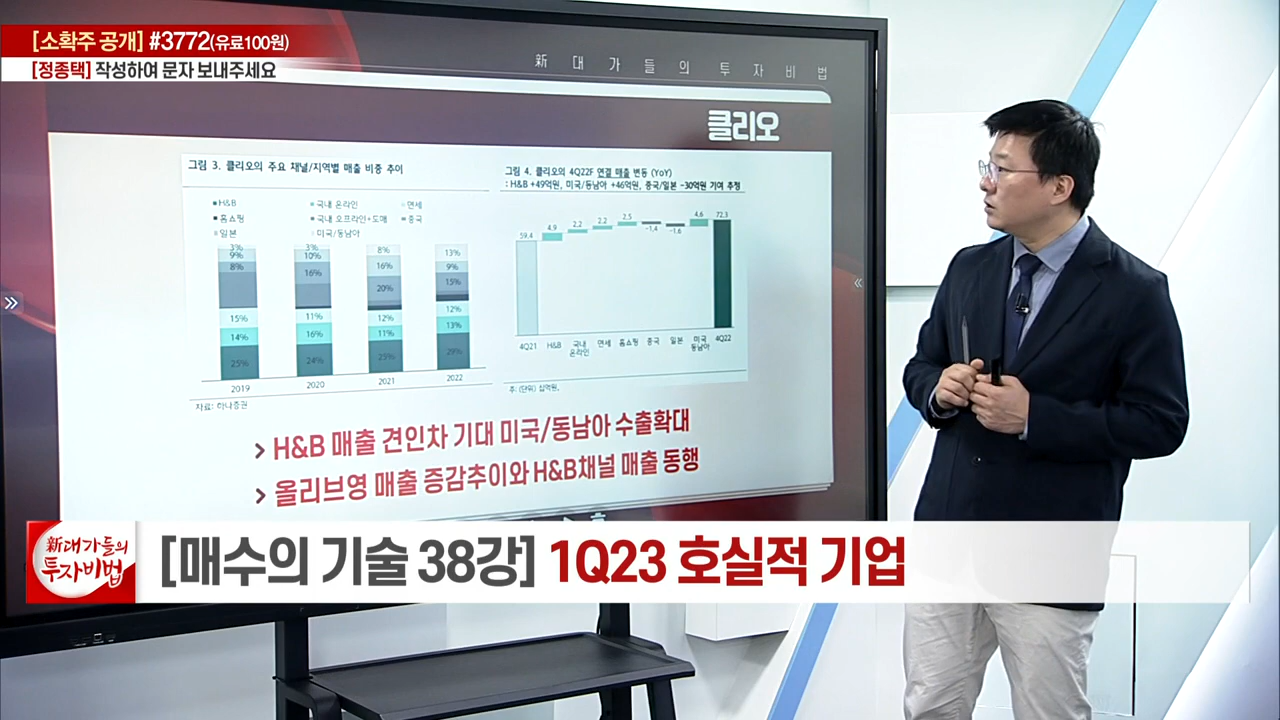 [소확주 공개] #3772(유료100원)
[정종택] 작성하여 문자 보내주세요
新 대 가 들 의 투 자 비 법
클리오
그림 3. 클리오의 주요 채널/지역별 매출 비중 추이
■H&B ■국내 온라인 ■면세
■홈쇼핑 ■국내 오프라인+도매 ■중국
■일본 ■미국/동남아
3% 3% 8% 13%
9% 10% 16% 9%
8% 16% 20% 15%
15% 11% 12% 12%
14% 16% 11% 13%
25% 24% 25% 29%
2019 2020 2021 2022
자료: 하나증권
그림 4. 클리오의 4Q22F 연결 매출 변동 (YoY)
: H&B +49억원, 미국/동남아 +46억원, 중국/일본 -30억원 기여 추정
59.4 4.9 2.2 2.2 2.5 -1.4 -1.6 4.6 72.3
4Q21 H&B 국내 온라인 면세 홈쇼핑 중국 일본 미국 동남아 4Q22
주: (단위) 십억원,
> H&B 매출 견인차 기대 미국/동남아 수출확대
> 올리브영 매출 증감추이와 H&B채널 매출 동행
新대가들의
투자비법
[매수의 기술 38강] 1Q23 호실적 기업